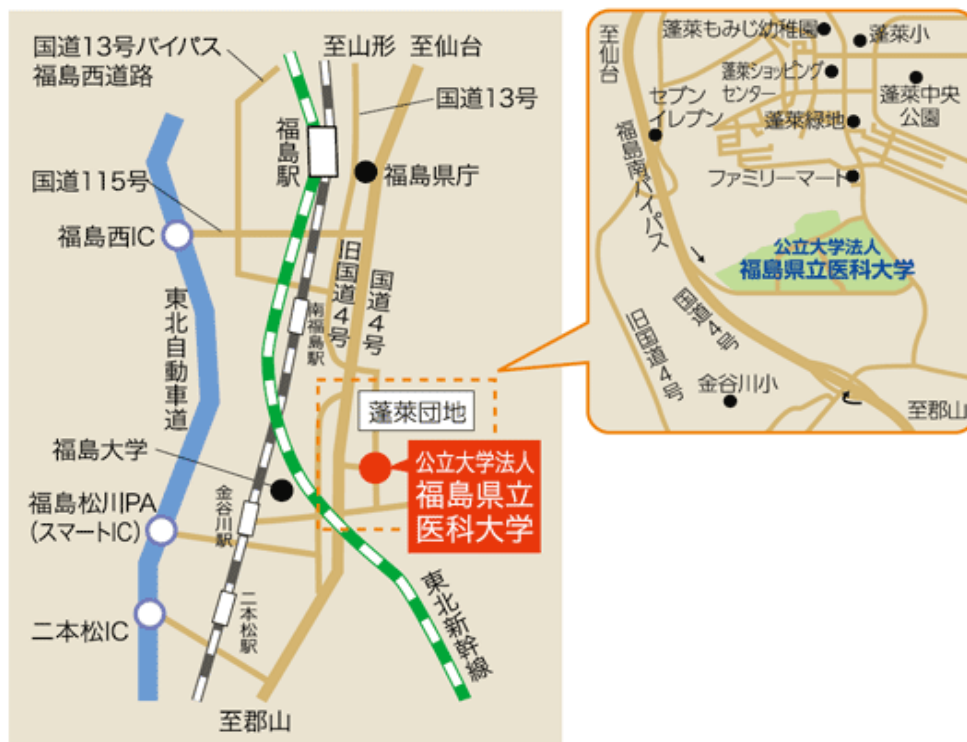 国道13号バイパス
福島西道路
至山形
至仙台
国道13号
福島駅
福島県庁
国道115号
福島西IC
東北自動車道
旧国道4号
国道4号
南福島駅
蓬莱団地
福島大学
公立大学法人
福島県立
医科大学
福島松川PA
(スマートIC)
金谷川駅
二本松IC
二本松駅
東北新幹線
至郡山
至仙台
蓬莱もみじ幼稚園
蓬莱小
蓬莱ショッピング
センター
蓬莱中央
公園
セブン
イレブン
蓬莱緑地
福島南バイパス
ファミリーマート
公立大学法人
福島県立医科大学
国道4号
旧国道4号
金谷川小
至郡山